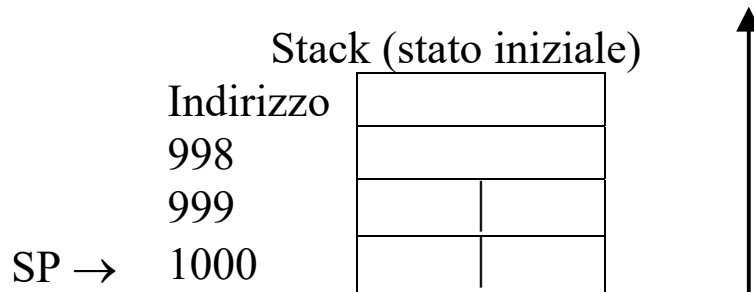 Stack (stato iniziale)
Indirizzo
998
999
SP → 1000